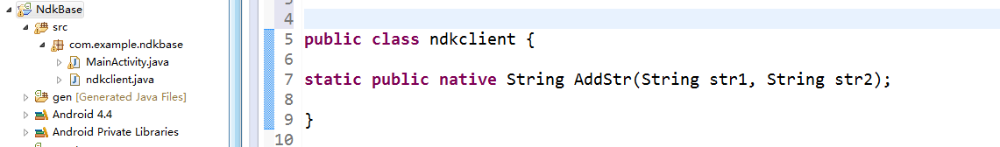 NdkBase
src
com.example.ndkbase
MainActivity.java
ndkclient.java
gen [Generated Java Files]
Android 4.4
Android Private Libraries
4
5 public class ndkclient {
6
7 static public native String AddStr(String str1, String str2);
8
9 }
10